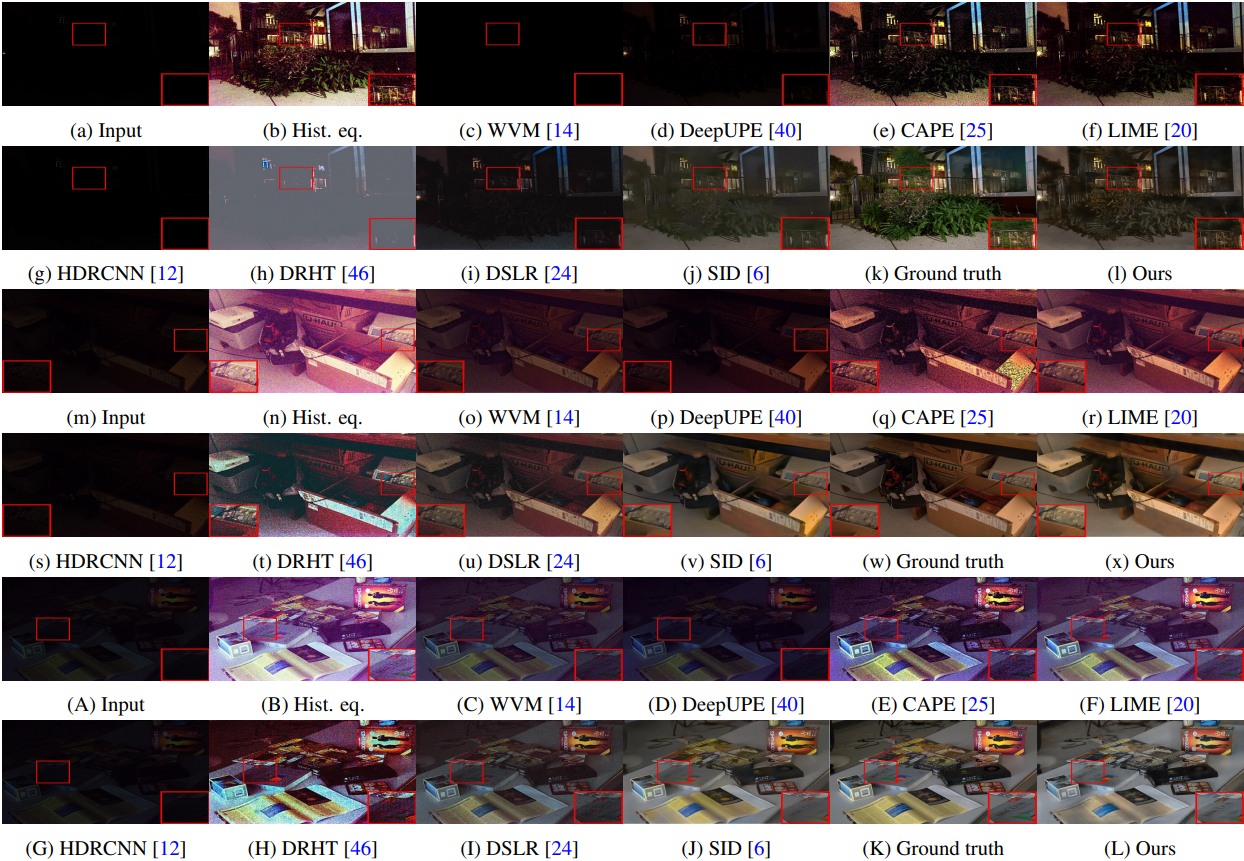 (a) Input (b) Hist. eq. (c) WVM [14] (d) DeepUPE [40] (e) CAPE [25] (f) LIME [20]
(g) HDRCNN [12] (h) DRHT [46] (i) DSLR [24] (j) SID [6] (k) Ground truth (l) Ours
U-HAUL
(m) Input (n) Hist. eq. (o) WVM [14] (p) DeepUPE [40] (q) CAPE [25] (r) LIME [20]
U-HAUL
(s) HDRCNN [12] (t) DRHT [46] (u) DSLR [24] (v) SID [6] (w) Ground truth (x) Ours
(A) Input (B) Hist. eq. (C) WVM [14] (D) DeepUPE [40] (E) CAPE [25] (F) LIME [20]
(G) HDRCNN [12] (H) DRHT [46] (I) DSLR [24] (J) SID [6] (K) Ground truth (L) Ours